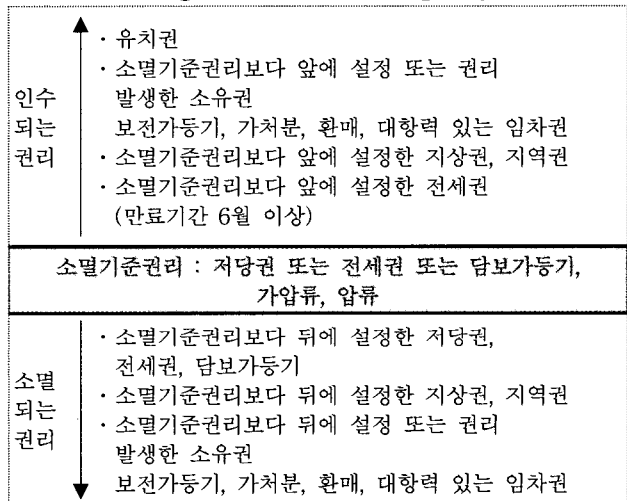 인수
되는
권리
· 유치권
· 소멸기준권리보다 앞에 설정 또는 권리
발생한 소유권
보전가등기, 가처분, 환매, 대항력 있는 임차권
· 소멸기준권리보다 앞에 설정한 지상권, 지역권
· 소멸기준권리보다 앞에 설정한 전세권
(만료기간 6월 이상)
소멸기준권리 : 저당권 또는 전세권 또는 담보가등기,
가압류, 압류
소멸
되는
권리
· 소멸기준권리보다 뒤에 설정한 저당권,
전세권, 담보가등기
· 소멸기준권리보다 뒤에 설정한 지상권, 지역권
· 소멸기준권리보다 뒤에 설정 또는 권리
발생한 소유권
보전가등기, 가처분, 환매, 대항력 있는 임차권